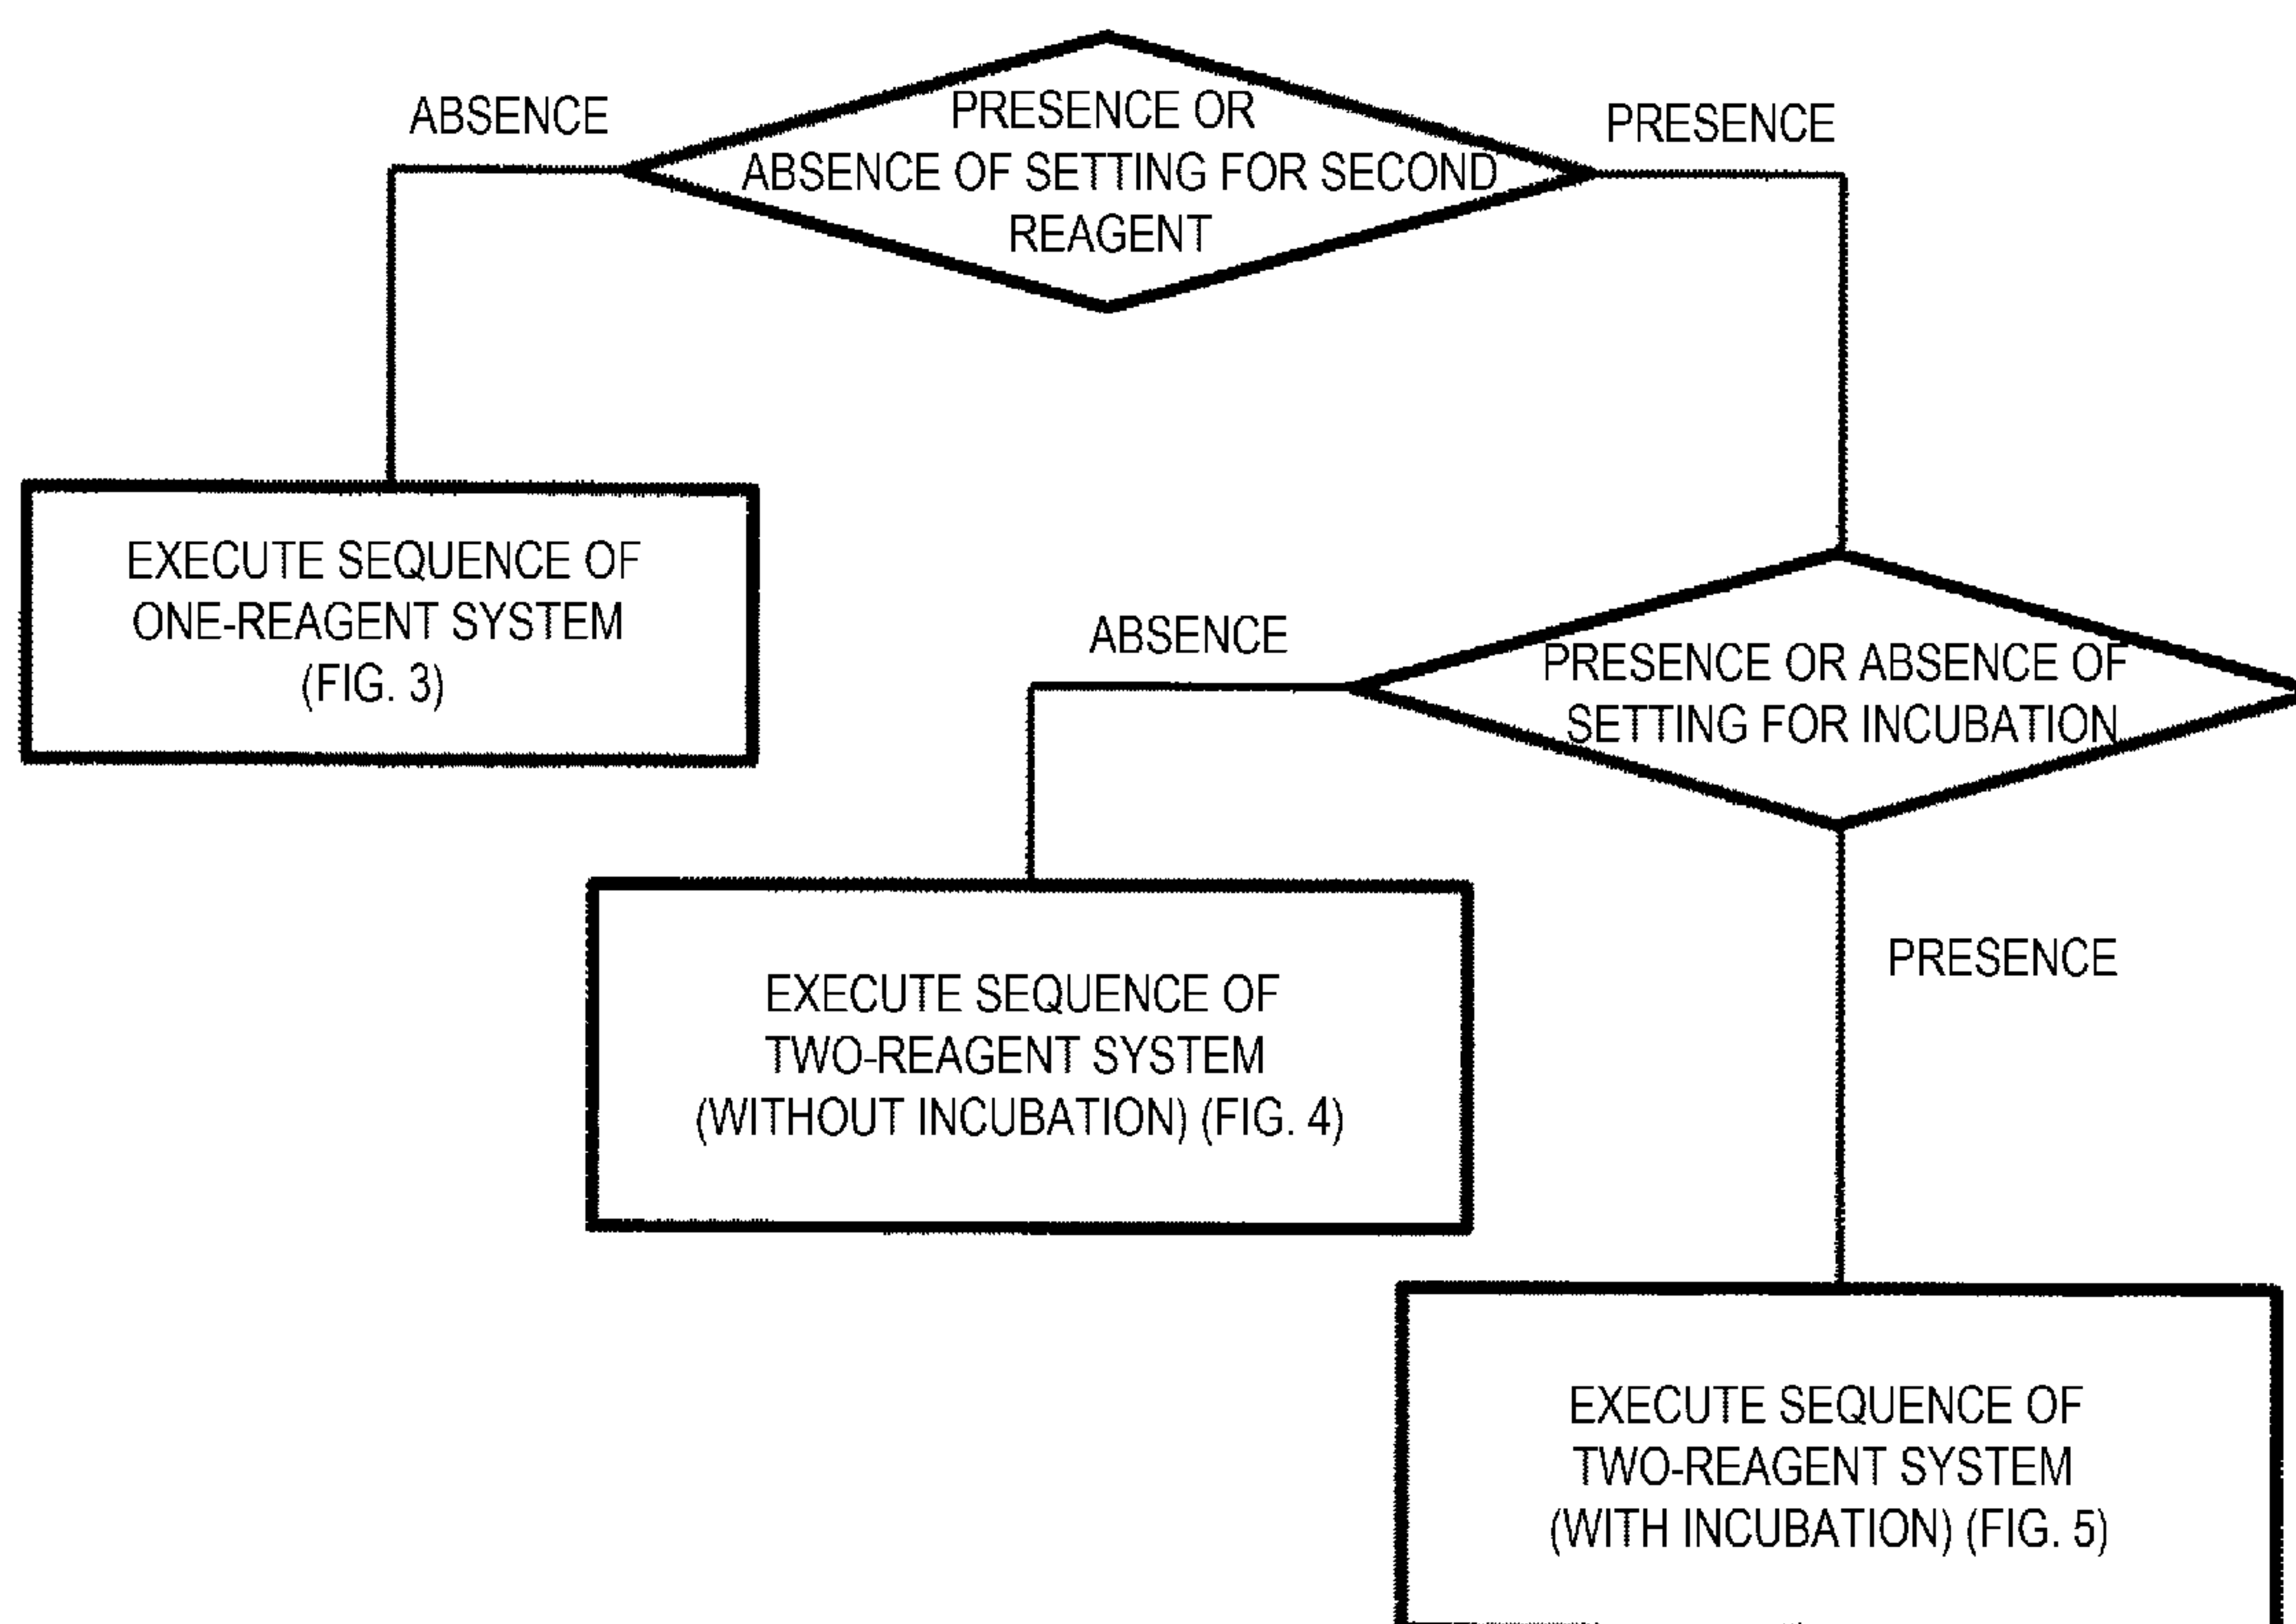 PRESENCE OR
ABSENCE OF SETTING FOR SECOND
REAGENT
ABSENCE
PRESENCE
EXECUTE SEQUENCE OF
ONE-REAGENT SYSTEM
(FIG. 3)
PRESENCE OR ABSENCE OF
SETTING FOR INCUBATION
ABSENCE
PRESENCE
EXECUTE SEQUENCE OF
TWO-REAGENT SYSTEM
(WITHOUT INCUBATION) (FIG. 4)
EXECUTE SEQUENCE OF
TWO-REAGENT SYSTEM
(WITH INCUBATION) (FIG. 5)